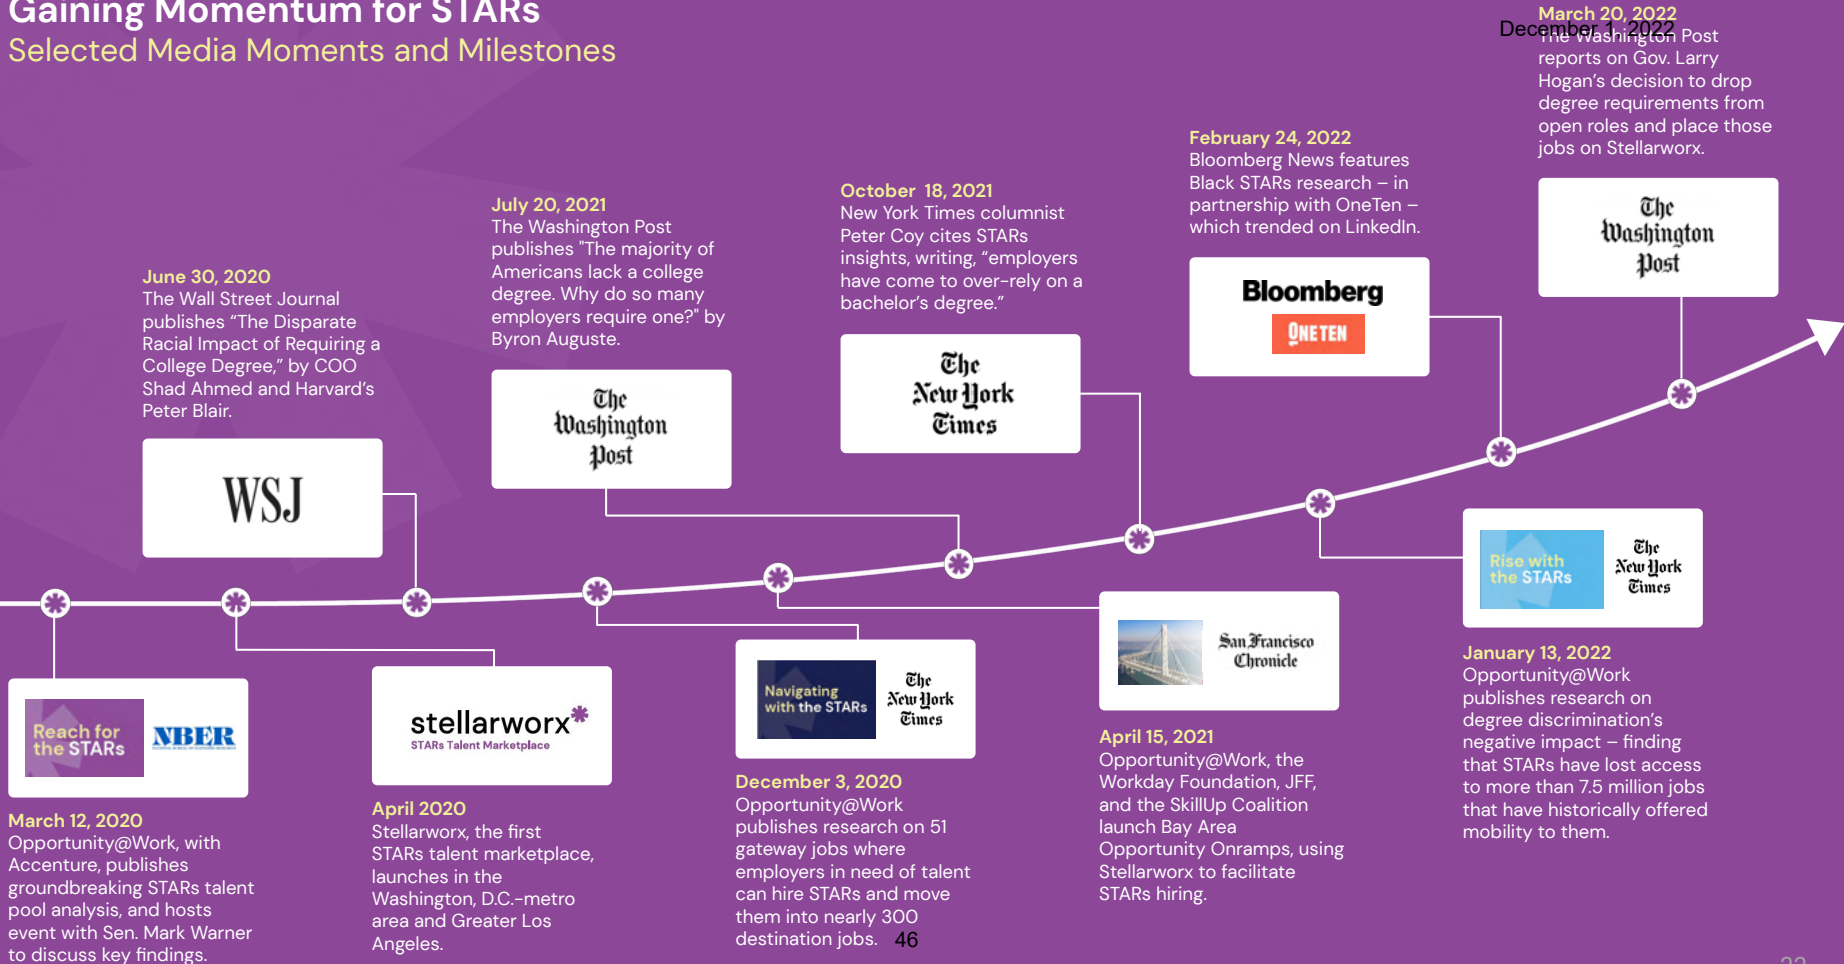 Gaining Momentum for STARs
Selected Media Moments and Milestones
December 1, 2022
March 20, 2022
The Washington Post
reports on Gov. Larry
Hogan's decision to drop
degree requirements from
open roles and place those
jobs on Stellarworx.
The
Washington
Post
February 24, 2022
Bloomberg News features
Black STARs research – in
partnership with OneTen –
which trended on LinkedIn.
Bloomberg
ONETEN
October 18, 2021
New York Times columnist
Peter Coy cites STARs
insights, writing, “employers
have come to over-rely on a
bachelor's degree.”
The
New York
Times
July 20, 2021
The Washington Post
publishes "The majority of
Americans lack a college
degree. Why do so many
employers require one?" by
Byron Auguste.
The
Washington
Post
June 30, 2020
The Wall Street Journal
publishes “The Disparate
Racial Impact of Requiring a
College Degree,” by COO
Shad Ahmed and Harvard's
Peter Blair.
WSJ
Reach for
the STARs
NBER
March 12, 2020
Opportunity@Work, with
Accenture, publishes
groundbreaking STARs talent
pool analysis, and hosts
event with Sen. Mark Warner
to discuss key findings.
stellarworx
STARs Talent Marketplace
April 2020
Stellarworx, the first
STARs talent marketplace,
launches in the
Washington, D.C.-metro
area and Greater Los
Angeles.
Navigating
with the STARs
The
New York
Times
December 3, 2020
Opportunity@Work
publishes research on 51
gateway jobs where
employers in need of talent
can hire STARs and move
them into nearly 300
destination jobs.
46
San Francisco
Chronicle
April 15, 2021
Opportunity@Work, the
Workday Foundation, JFF,
and the SkillUp Coalition
launch Bay Area
Opportunity Onramps, using
Stellarworx to facilitate
STARs hiring.
Rise with
the STARs
The
New York
Times
January 13, 2022
Opportunity@Work
publishes research on
degree discrimination's
negative impact – finding
that STARs have lost access
to more than 7.5 million jobs
that have historically offered
mobility to them.